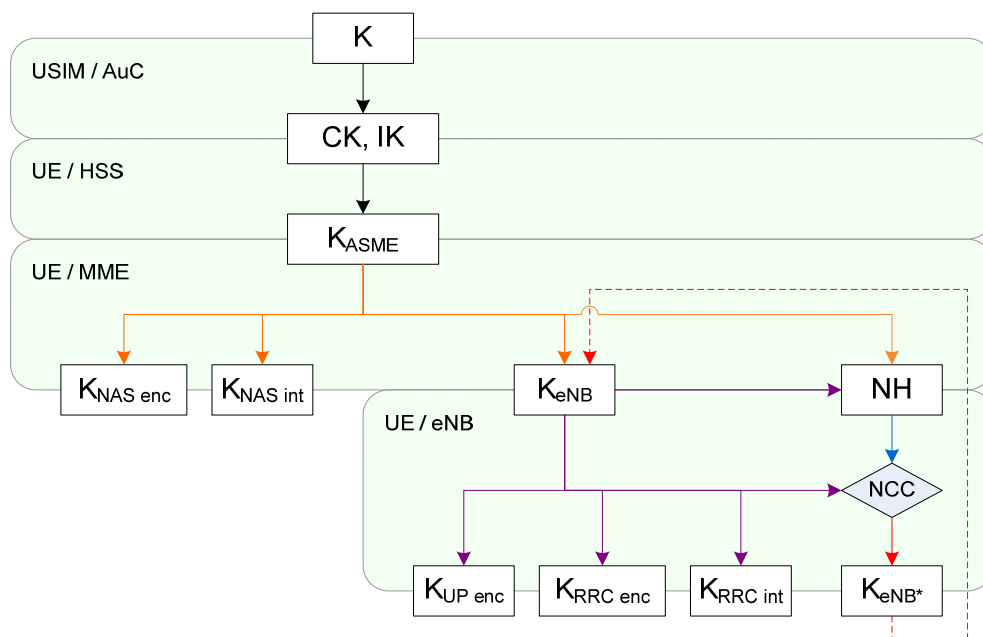 K
USIM / AuC
CK, IK
UE / HSS
KASME
UE / MME
KNAS enc
KNAS int
KeNB
NH
UE / eNB
NCC
KUP enc
KRRC enc
KRRC int
KeNB*